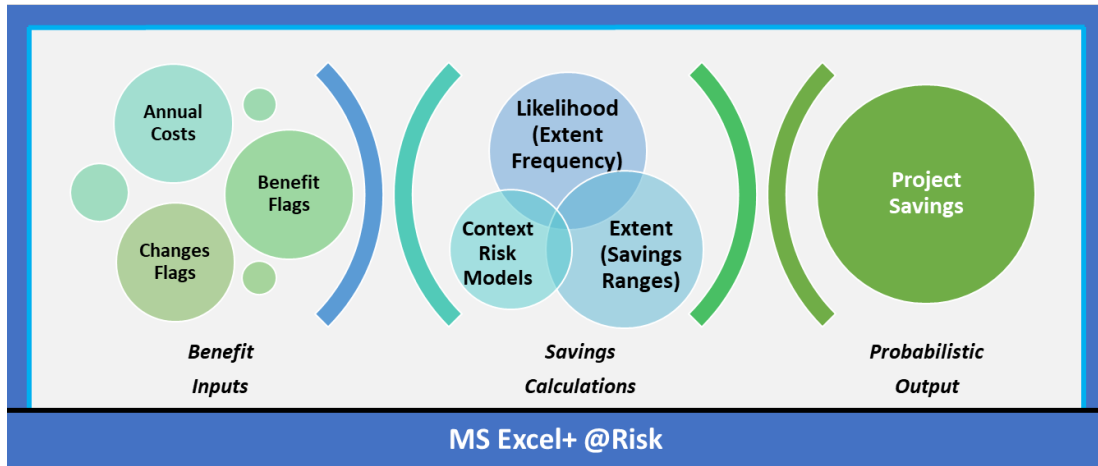 Annual
Costs
Benefit
Flags
Changes
Flags
Benefit
Inputs
Likelihood
(Extent
Frequency)
Context
Risk
Models
Extent
(Savings
Ranges)
Savings
Calculations
Project
Savings
Probabilistic
Output
MS Excel+ @Risk